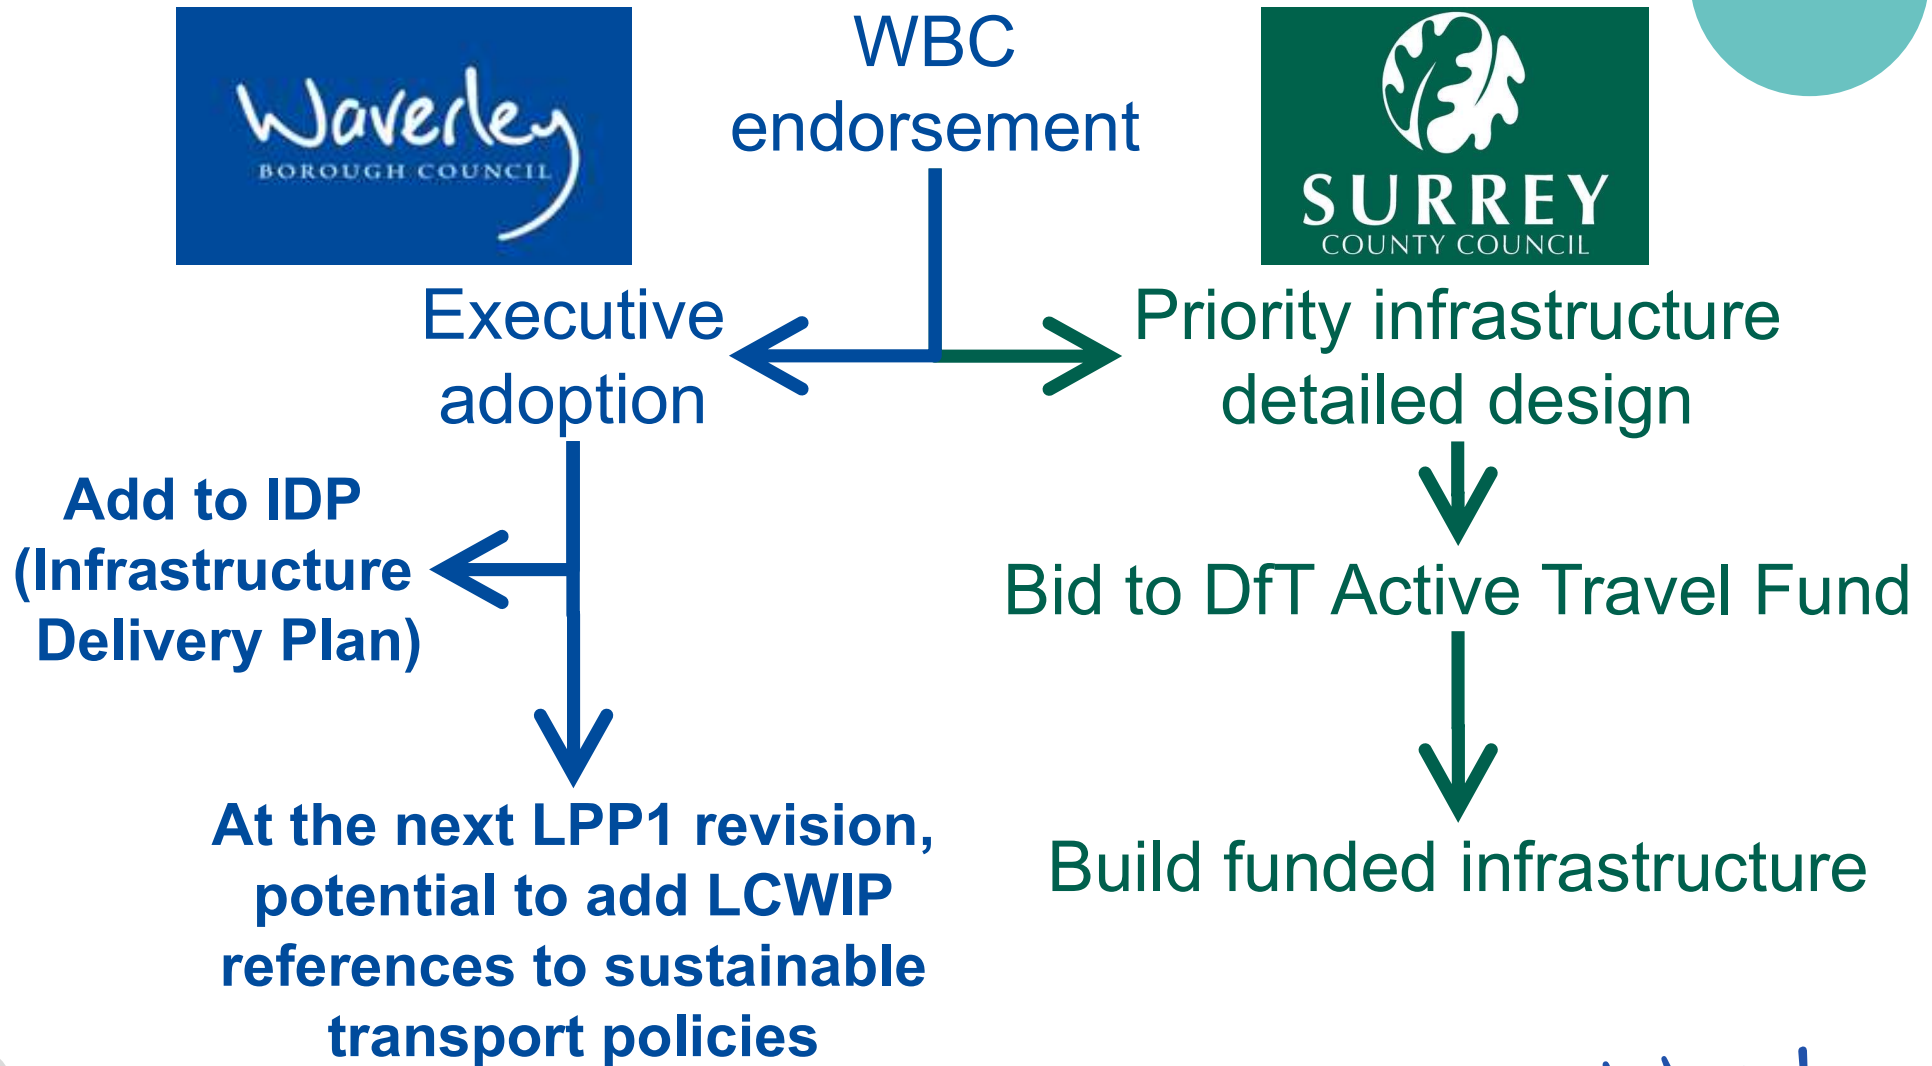 Waverley
BOROUGH COUNCIL
WBC
endorsement
SURREY
COUNTY COUNCIL
Executive
adoption
Priority infrastructure
detailed design
Add to IDP
(Infrastructure
Delivery Plan)
Bid to DfT Active Travel Fund
At the next LPP1 revision,
potential to add LCWIP
references to sustainable
transport policies
Build funded infrastructure